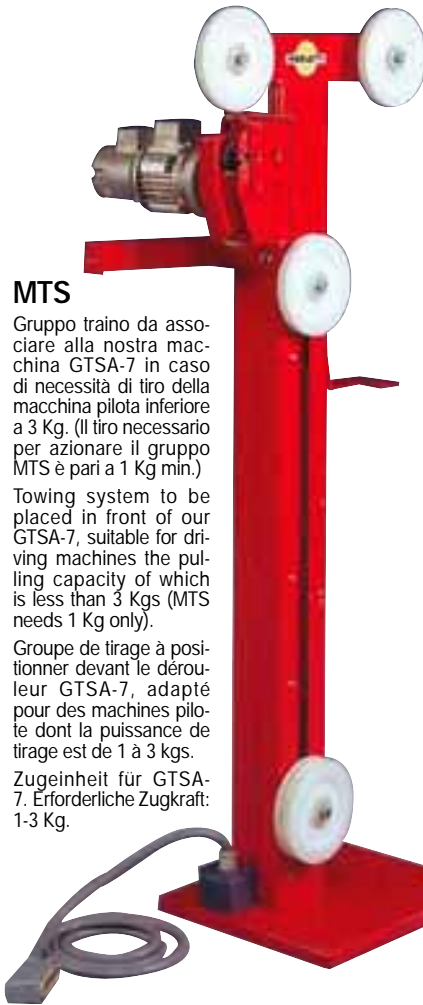 MTS
Gruppo traino da asso-
ciare alla nostra mac-
china GTSA-7 in caso
di necessità di tiro della
macchina pilota inferiore
a 3 Kg. (Il tiro necessario
per azionare il gruppo
MTS è pari a 1 Kg min.)
Towing system to be
placed in front of our
GTSA-7, suitable for dri-
ving machines the pul-
ling capacity of which
is less than 3 Kgs (MTS
needs 1 Kg only).
Groupe de tirage à posi-
tionner devant le dérou-
leur GTSA-7, adapté
pour des machines pilo-
te dont la puissance de
tirage est de 1 à 3 kgs.
Zugeinheit für GTSA-
7. Erforderliche Zugkraft:
1-3 Kg.